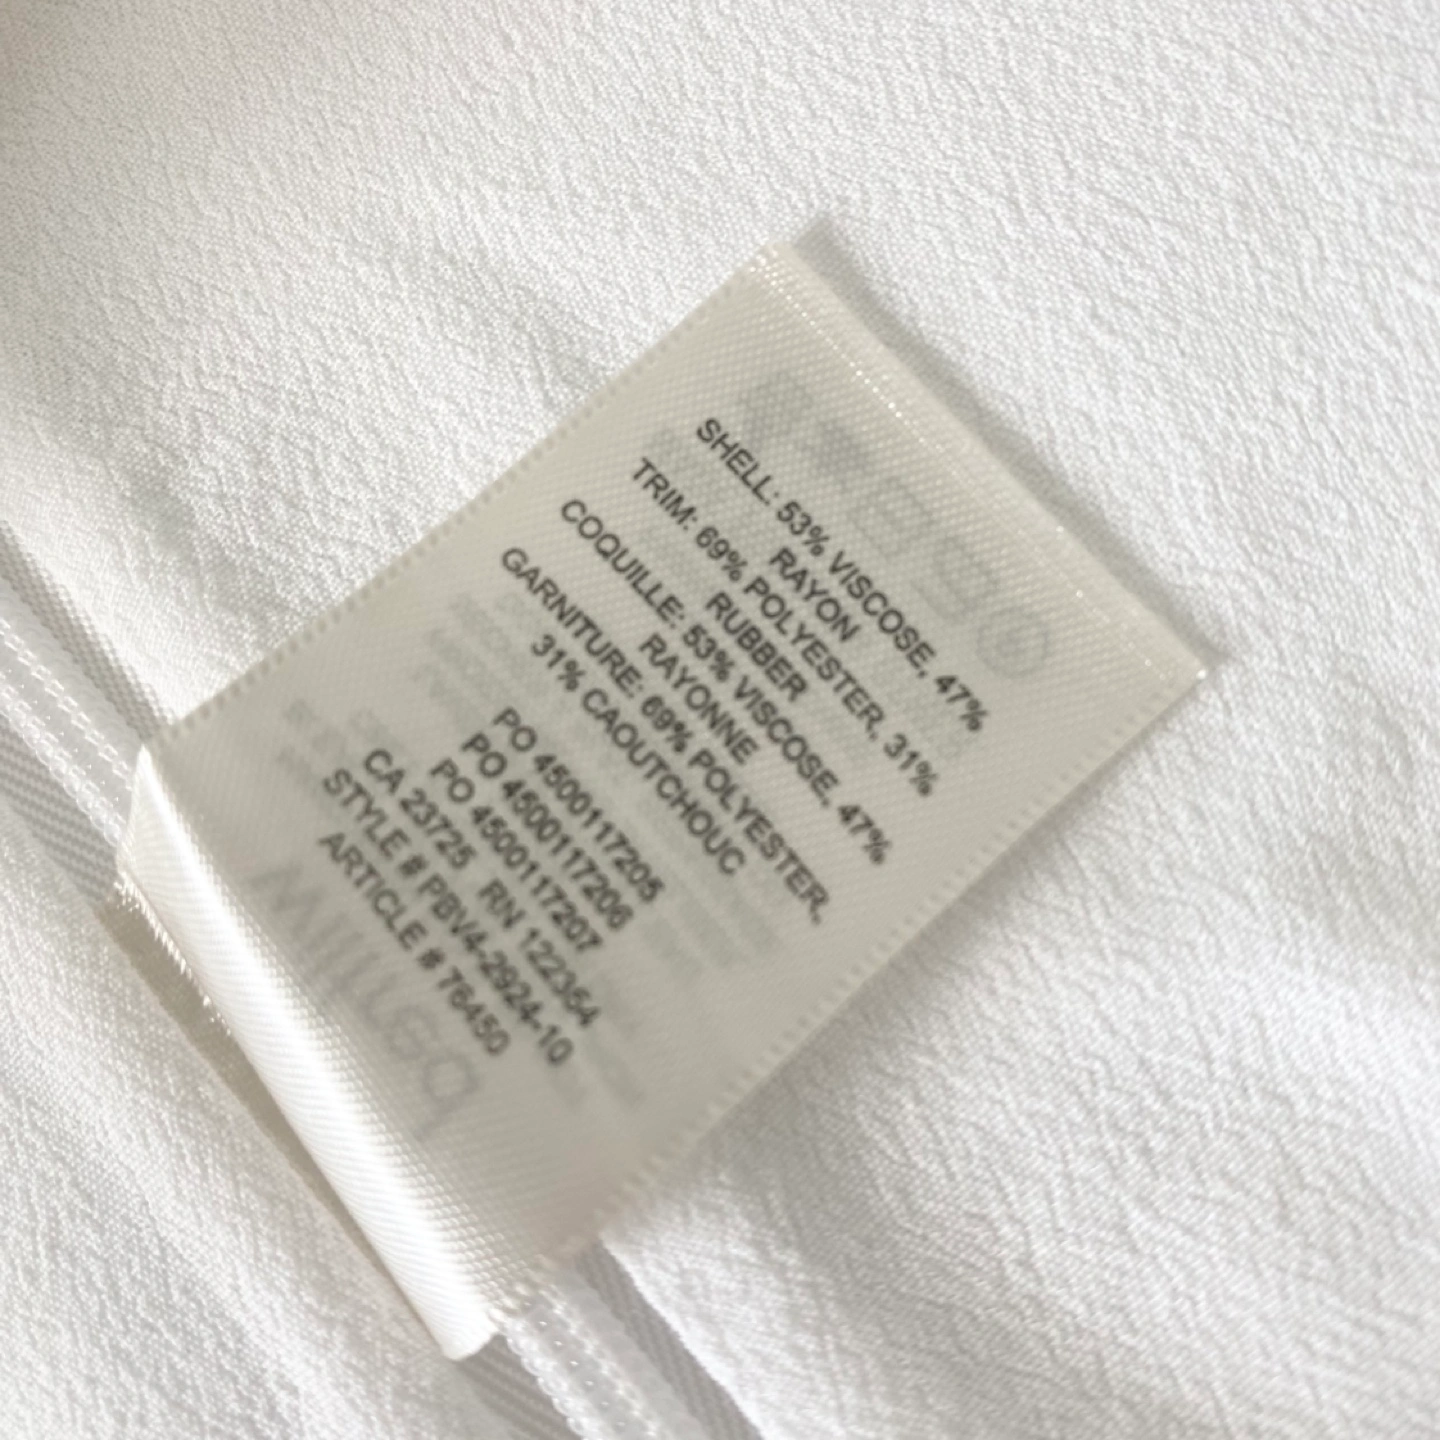 SHELL: 53% VISCOSE, 47%
RAYON
TRIM: 69% POLYESTER, 31%
RUBBER
COQUILLE: 53% VISCOSE, 47%
RAYONNE
GARNITURE: 69% POLYESTER,
31% CAOUTCHOUC
PO 4500117205
PO 4500117206
PO 4500117207
CA 23725 RN 122364
STYLE # PBV4-2924-10
ARTICLE # 76450